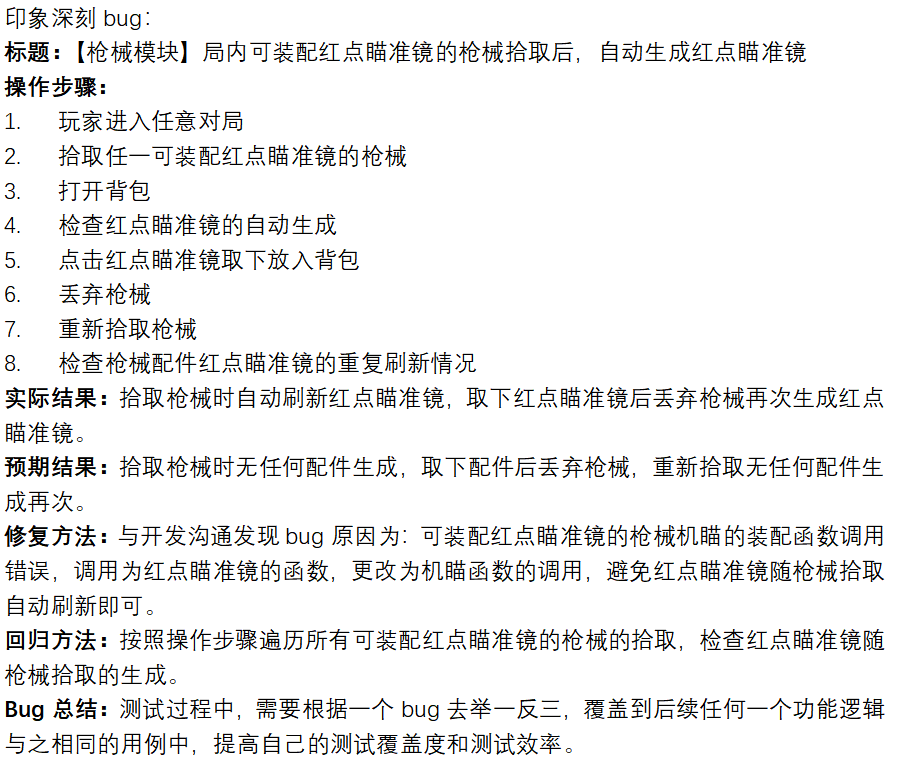 印象深刻 bug：
标题：【枪械模块】局内可装配红点瞄准镜的枪械拾取后，自动生成红点瞄准镜
操作步骤：
1. 玩家进入任意对局
2. 拾取任一可装配红点瞄准镜的枪械
3. 打开背包
4. 检查红点瞄准镜的自动生成
5. 点击红点瞄准镜取下放入背包
6. 丢弃枪械
7. 重新拾取枪械
8. 检查枪械配件红点瞄准镜的重复刷新情况
实际结果：拾取枪械时自动刷新红点瞄准镜，取下红点瞄准镜后丢弃枪械再次生成红点
瞄准镜。
预期结果：拾取枪械时无任何配件生成，取下配件后丢弃枪械，重新拾取无任何配件生
成再次。
修复方法：与开发沟通发现 bug 原因为：可装配红点瞄准镜的枪械机瞄的装配函数调用
错误，调用为红点瞄准镜的函数，更改为机瞄函数的调用，避免红点瞄准镜随枪械拾取
自动刷新即可。
回归方法：按照操作步骤遍历所有可装配红点瞄准镜的枪械的拾取，检查红点瞄准镜随
枪械拾取的生成。
Bug 总结：测试过程中，需要根据一个 bug 去举一反三，覆盖到后续任何一个功能逻辑
与之相同的用例中，提高自己的测试覆盖度和测试效率。